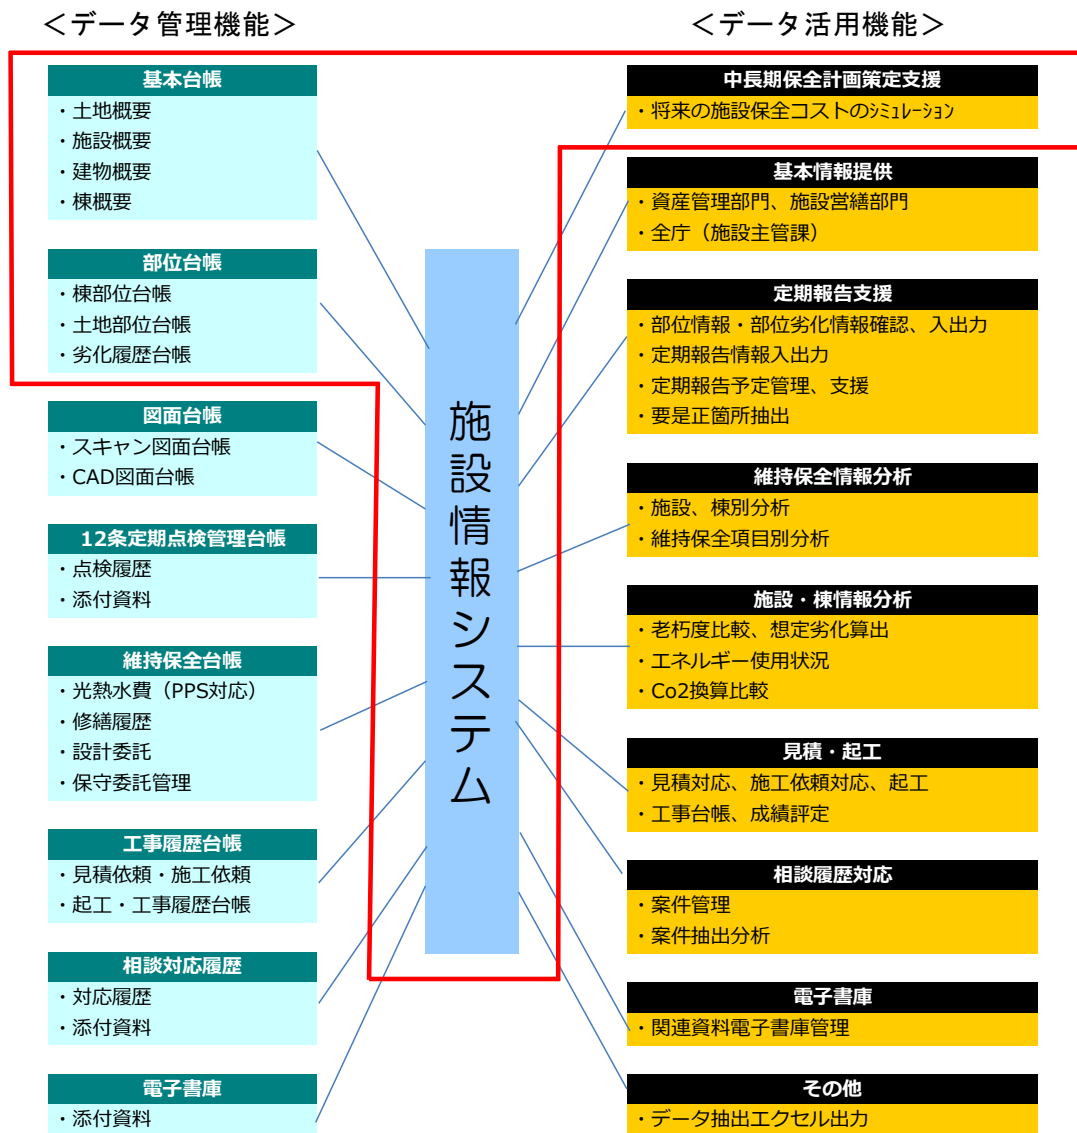 ＜データ管理機能＞
基本台帳
・土地概要
・施設概要
・建物概要
・棟概要
部位台帳
・棟部位台帳
・土地部位台帳
・劣化履歴台帳
図面台帳
・スキャン図面台帳
・CAD図面台帳
12条定期点検管理台帳
・点検履歴
・添付資料
維持保全台帳
・光熱水費（PPS対応）
・修繕履歴
・設計委託
・保守委託管理
工事履歴台帳
・見積依頼・施工依頼
・起工・工事履歴台帳
相談対応履歴
・対応履歴
・添付資料
電子書庫
・添付資料
施設情報システム
＜データ活用機能＞
中長期保全計画策定支援
・将来の施設保全コストのｼﾐｭﾚｰｼｮﾝ
基本情報提供
・資産管理部門、施設営繕部門
・全庁（施設主管課）
定期報告支援
・部位情報・部位劣化情報確認、入出力
・定期報告情報入出力
・定期報告予定管理、支援
・要是正箇所抽出
維持保全情報分析
・施設、棟別分析
・維持保全項目別分析
施設・棟情報分析
・老朽度比較、想定劣化算出
・エネルギー使用状況
・Co2換算比較
見積・起工
・見積対応、施工依頼対応、起工
・工事台帳、成績評定
相談履歴対応
・案件管理
・案件抽出分析
電子書庫
・関連資料電子書庫管理
その他
・データ抽出エクセル出力